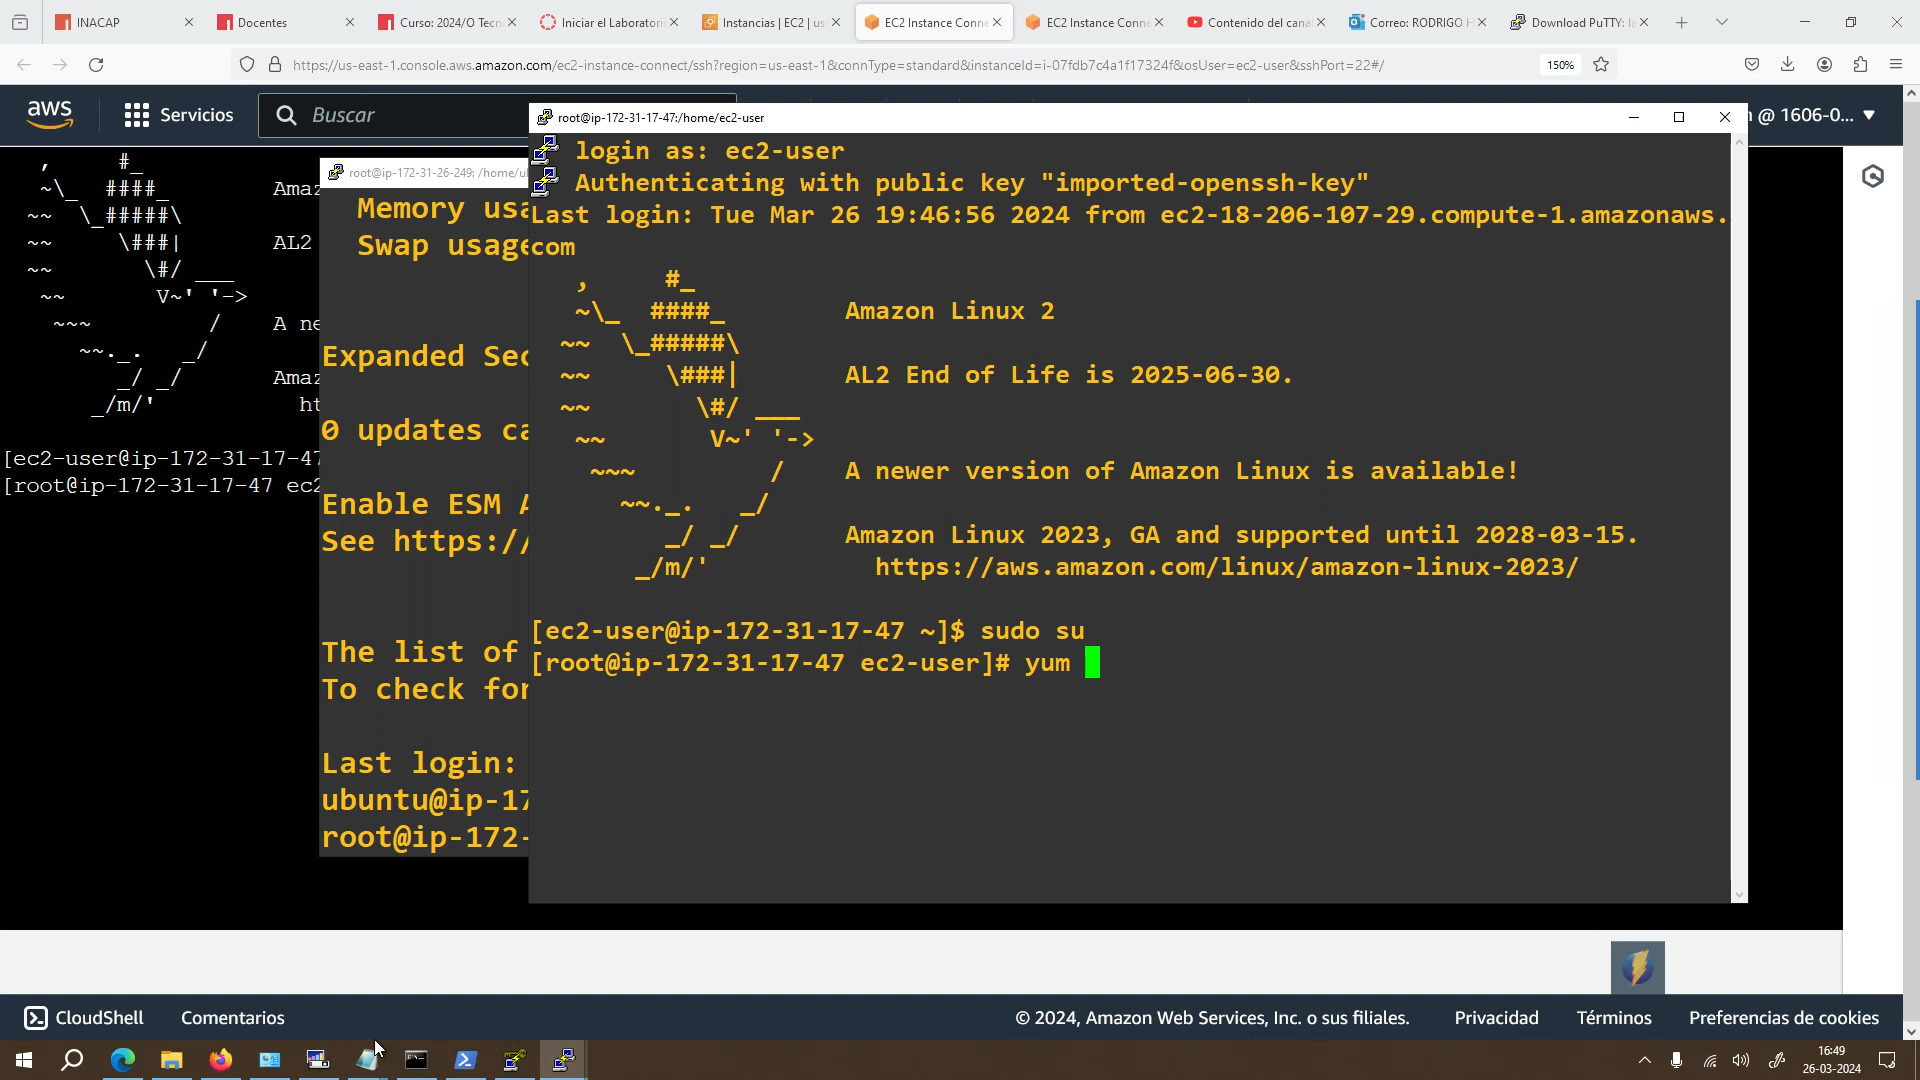 INACAP
Docentes
Curso: 2024/O Tecn
Iniciar el Laboratori
Instancias | EC2 | us
EC2 Instance Conne
EC2 Instance Conne
Contenido del cana
Correo: RODRIGO H
Download PuTTY: la
https://us-east-1.console.aws.amazon.com/ec2-instance-connect/ssh?region=us-east-1&connType=standard&instanceId=i-07fdb7c4a1f17324f&osUser=ec2-user&sshPort=22#/
150%
aws
Servicios
Buscar
@ 1606-0...
Amaz
AL2
A ne
Amaz
ht
[ec2-user@ip-172-31-17-47
[root@ip-172-31-17-47 ec2
root@ip-172-31-26-249: /home/u
Memory usa
Swap usage
Expanded Sec
0 updates ca
Enable ESM A
See https://
The list of
To check for
Last login:
ubuntu@ip-17
root@ip-172-
root@ip-172-31-17-47:/home/ec2-user
login as: ec2-user
Authenticating with public key "imported-openssh-key"
Last login: Tue Mar 26 19:46:56 2024 from ec2-18-206-107-29.compute-1.amazonaws.
com
,       #_
~\_  ####_        Amazon Linux 2
~~  \_#####\
~~     \###|       AL2 End of Life is 2025-06-30.
~~       \#/ ___
~~       V~' '->
~~~         /    A newer version of Amazon Linux is available!
~~._.   _/
_/ _/       Amazon Linux 2023, GA and supported until 2028-03-15.
_/m/'           https://aws.amazon.com/linux/amazon-linux-2023/
[ec2-user@ip-172-31-17-47 ~]$ sudo su
[root@ip-172-31-17-47 ec2-user]# yum
CloudShell
Comentarios
© 2024, Amazon Web Services, Inc. o sus filiales.
Privacidad
Términos
Preferencias de cookies
16:49
26-03-2024